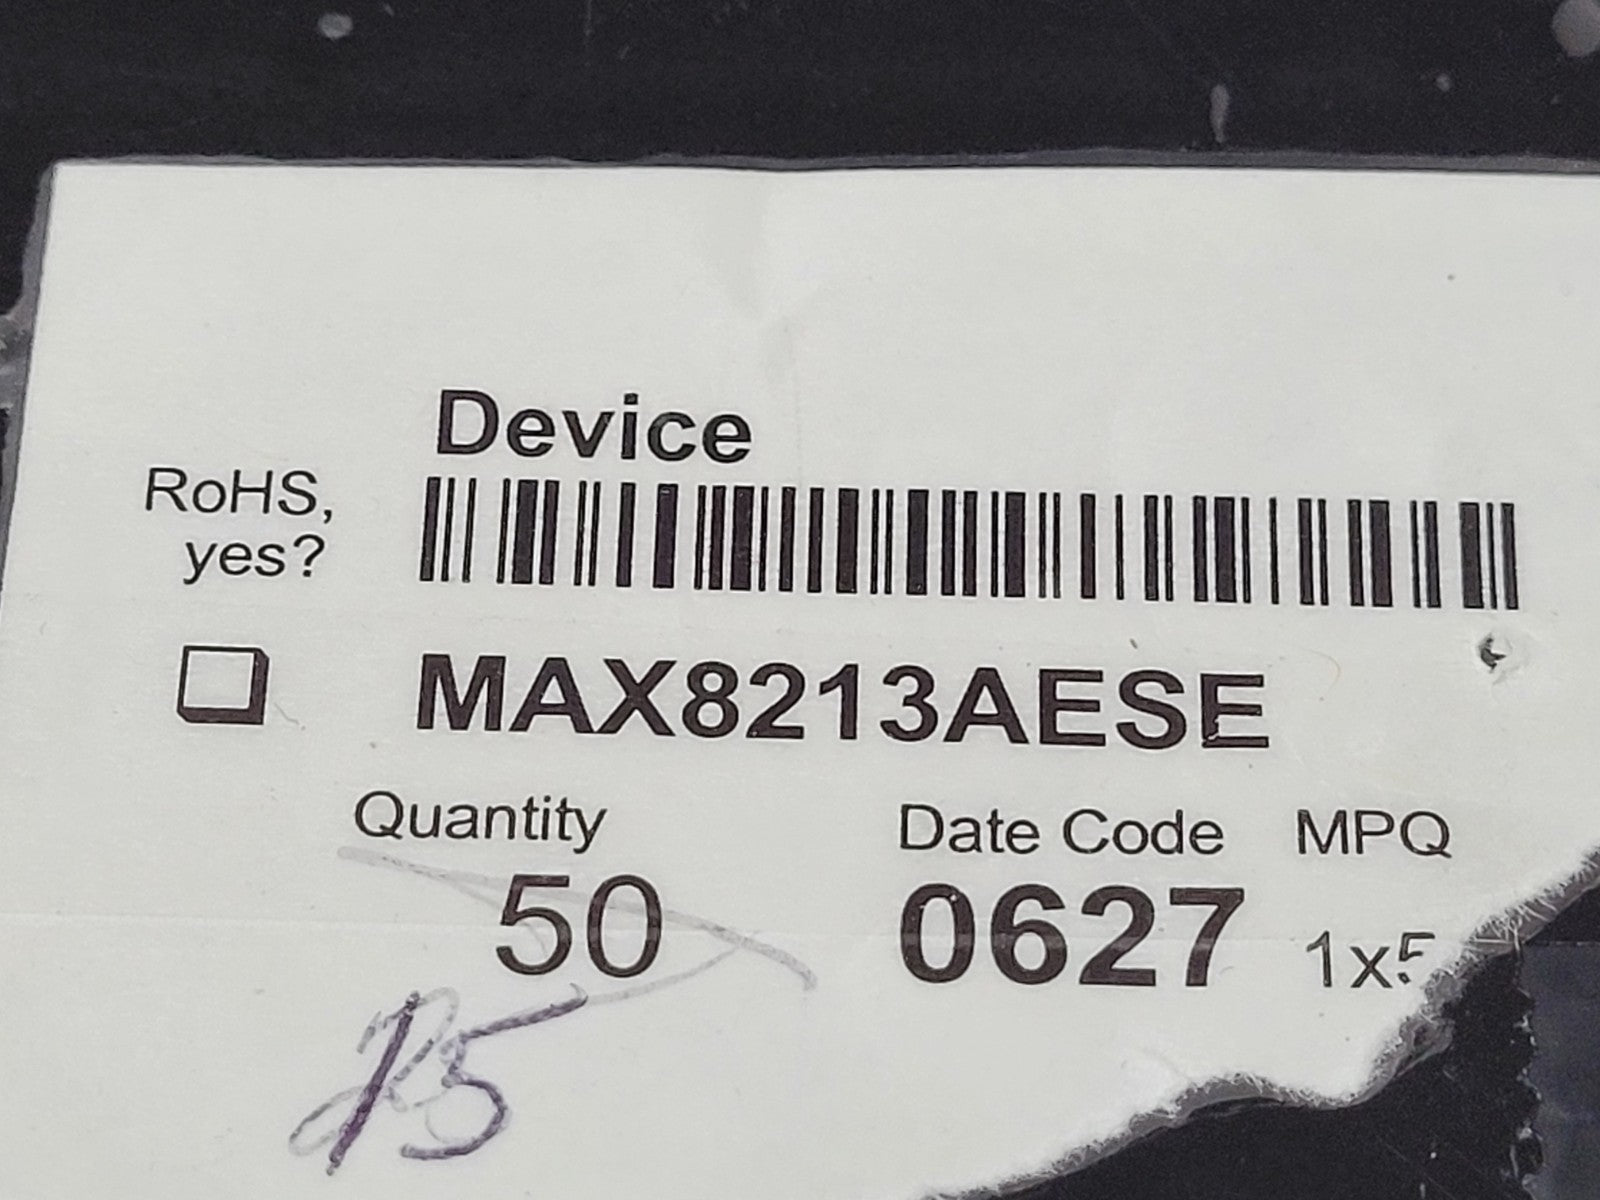 Device
RoHS,
yes?
MAX8213AESE
Quantity
Date Code
MPQ
50
0627
1x5